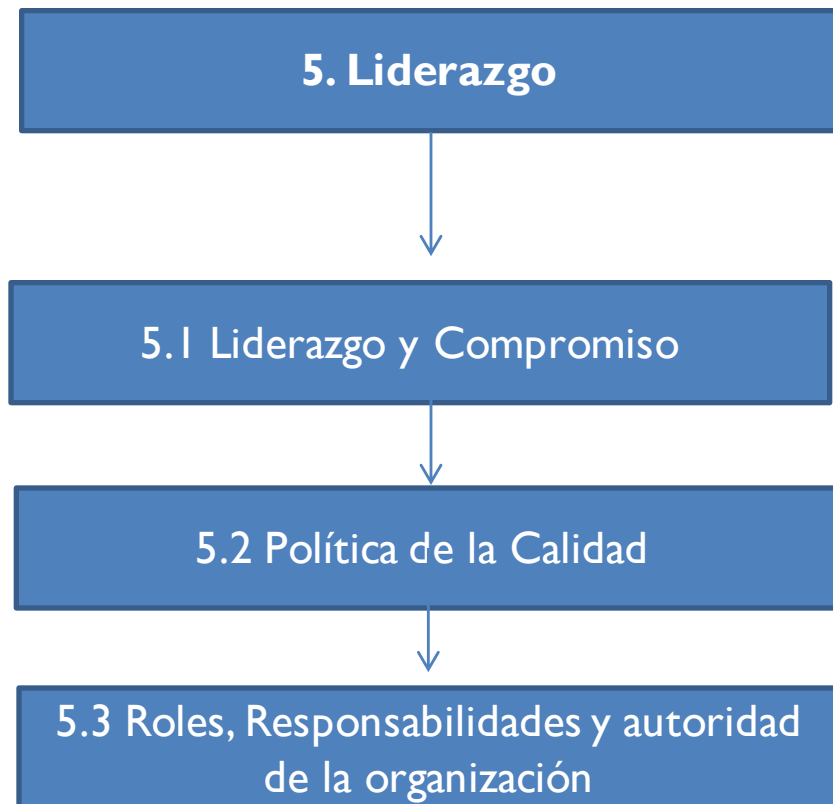 5. Liderazgo
5.1 Liderazgo y Compromiso
5.2 Política de la Calidad
5.3 Roles, Responsabilidades y autoridad
de la organización